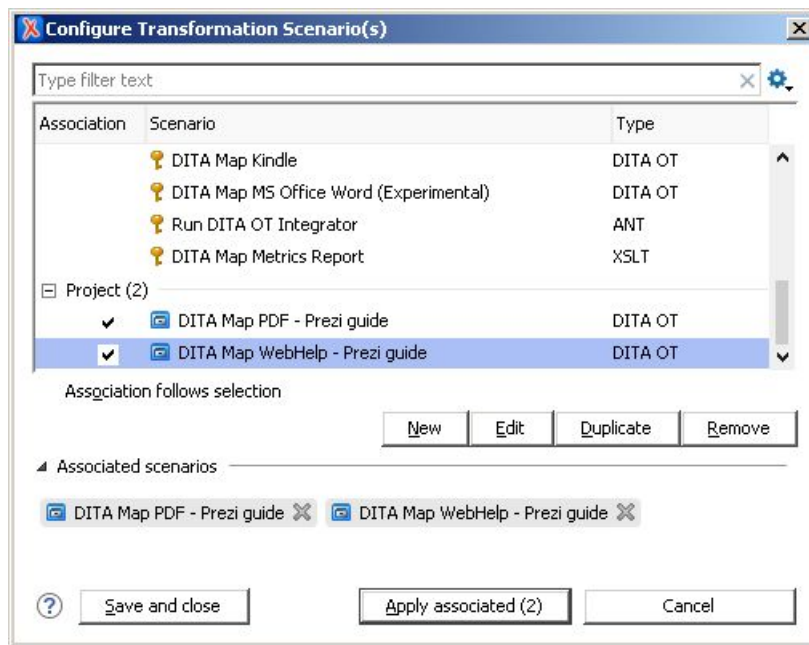 Configure Transformation Scenario(s)
Type filter text
Association Scenario Type
DITA Map Kindle DITA OT
DITA Map MS Office Word (Experimental) DITA OT
Run DITA OT Integrator ANT
DITA Map Metrics Report XSLT
Project (2)
DITA Map PDF - Prezi guide DITA OT
DITA Map WebHelp - Prezi guide DITA OT
Association follows selection
New Edit Duplicate Remove
Associated scenarios
DITA Map PDF - Prezi guide DITA Map WebHelp - Prezi guide
? Save and close Apply associated (2) Cancel